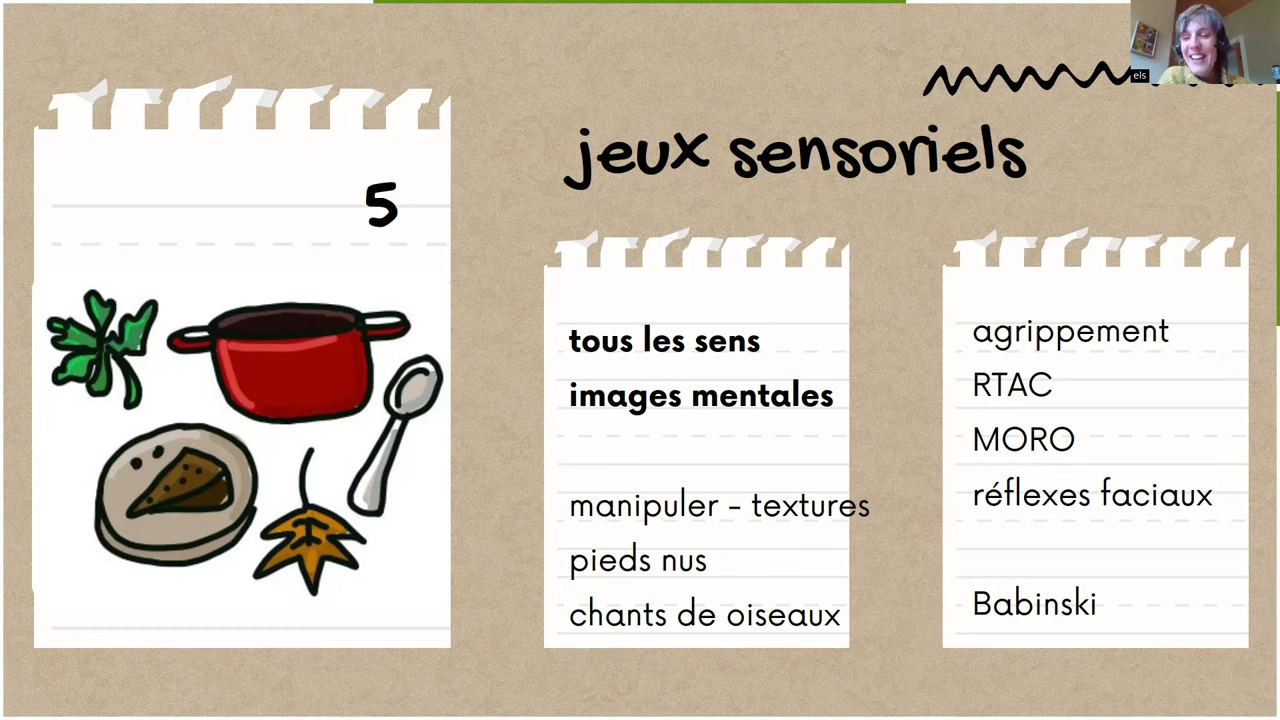 els
jeux sensoriels
5
tous les sens
images mentales
manipuler - textures
pieds nus
chants de oiseaux
agrippement
RTAC
MORO
réflexes faciaux
Babinski